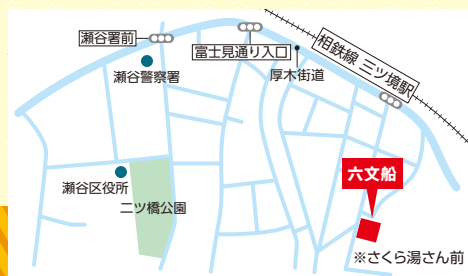 瀬谷署前
富士見通り入口
相鉄線 三ツ境駅
瀬谷警察署
厚木街道
六文船
瀬谷区役所
二ツ橋公園
※さくら湯さん前